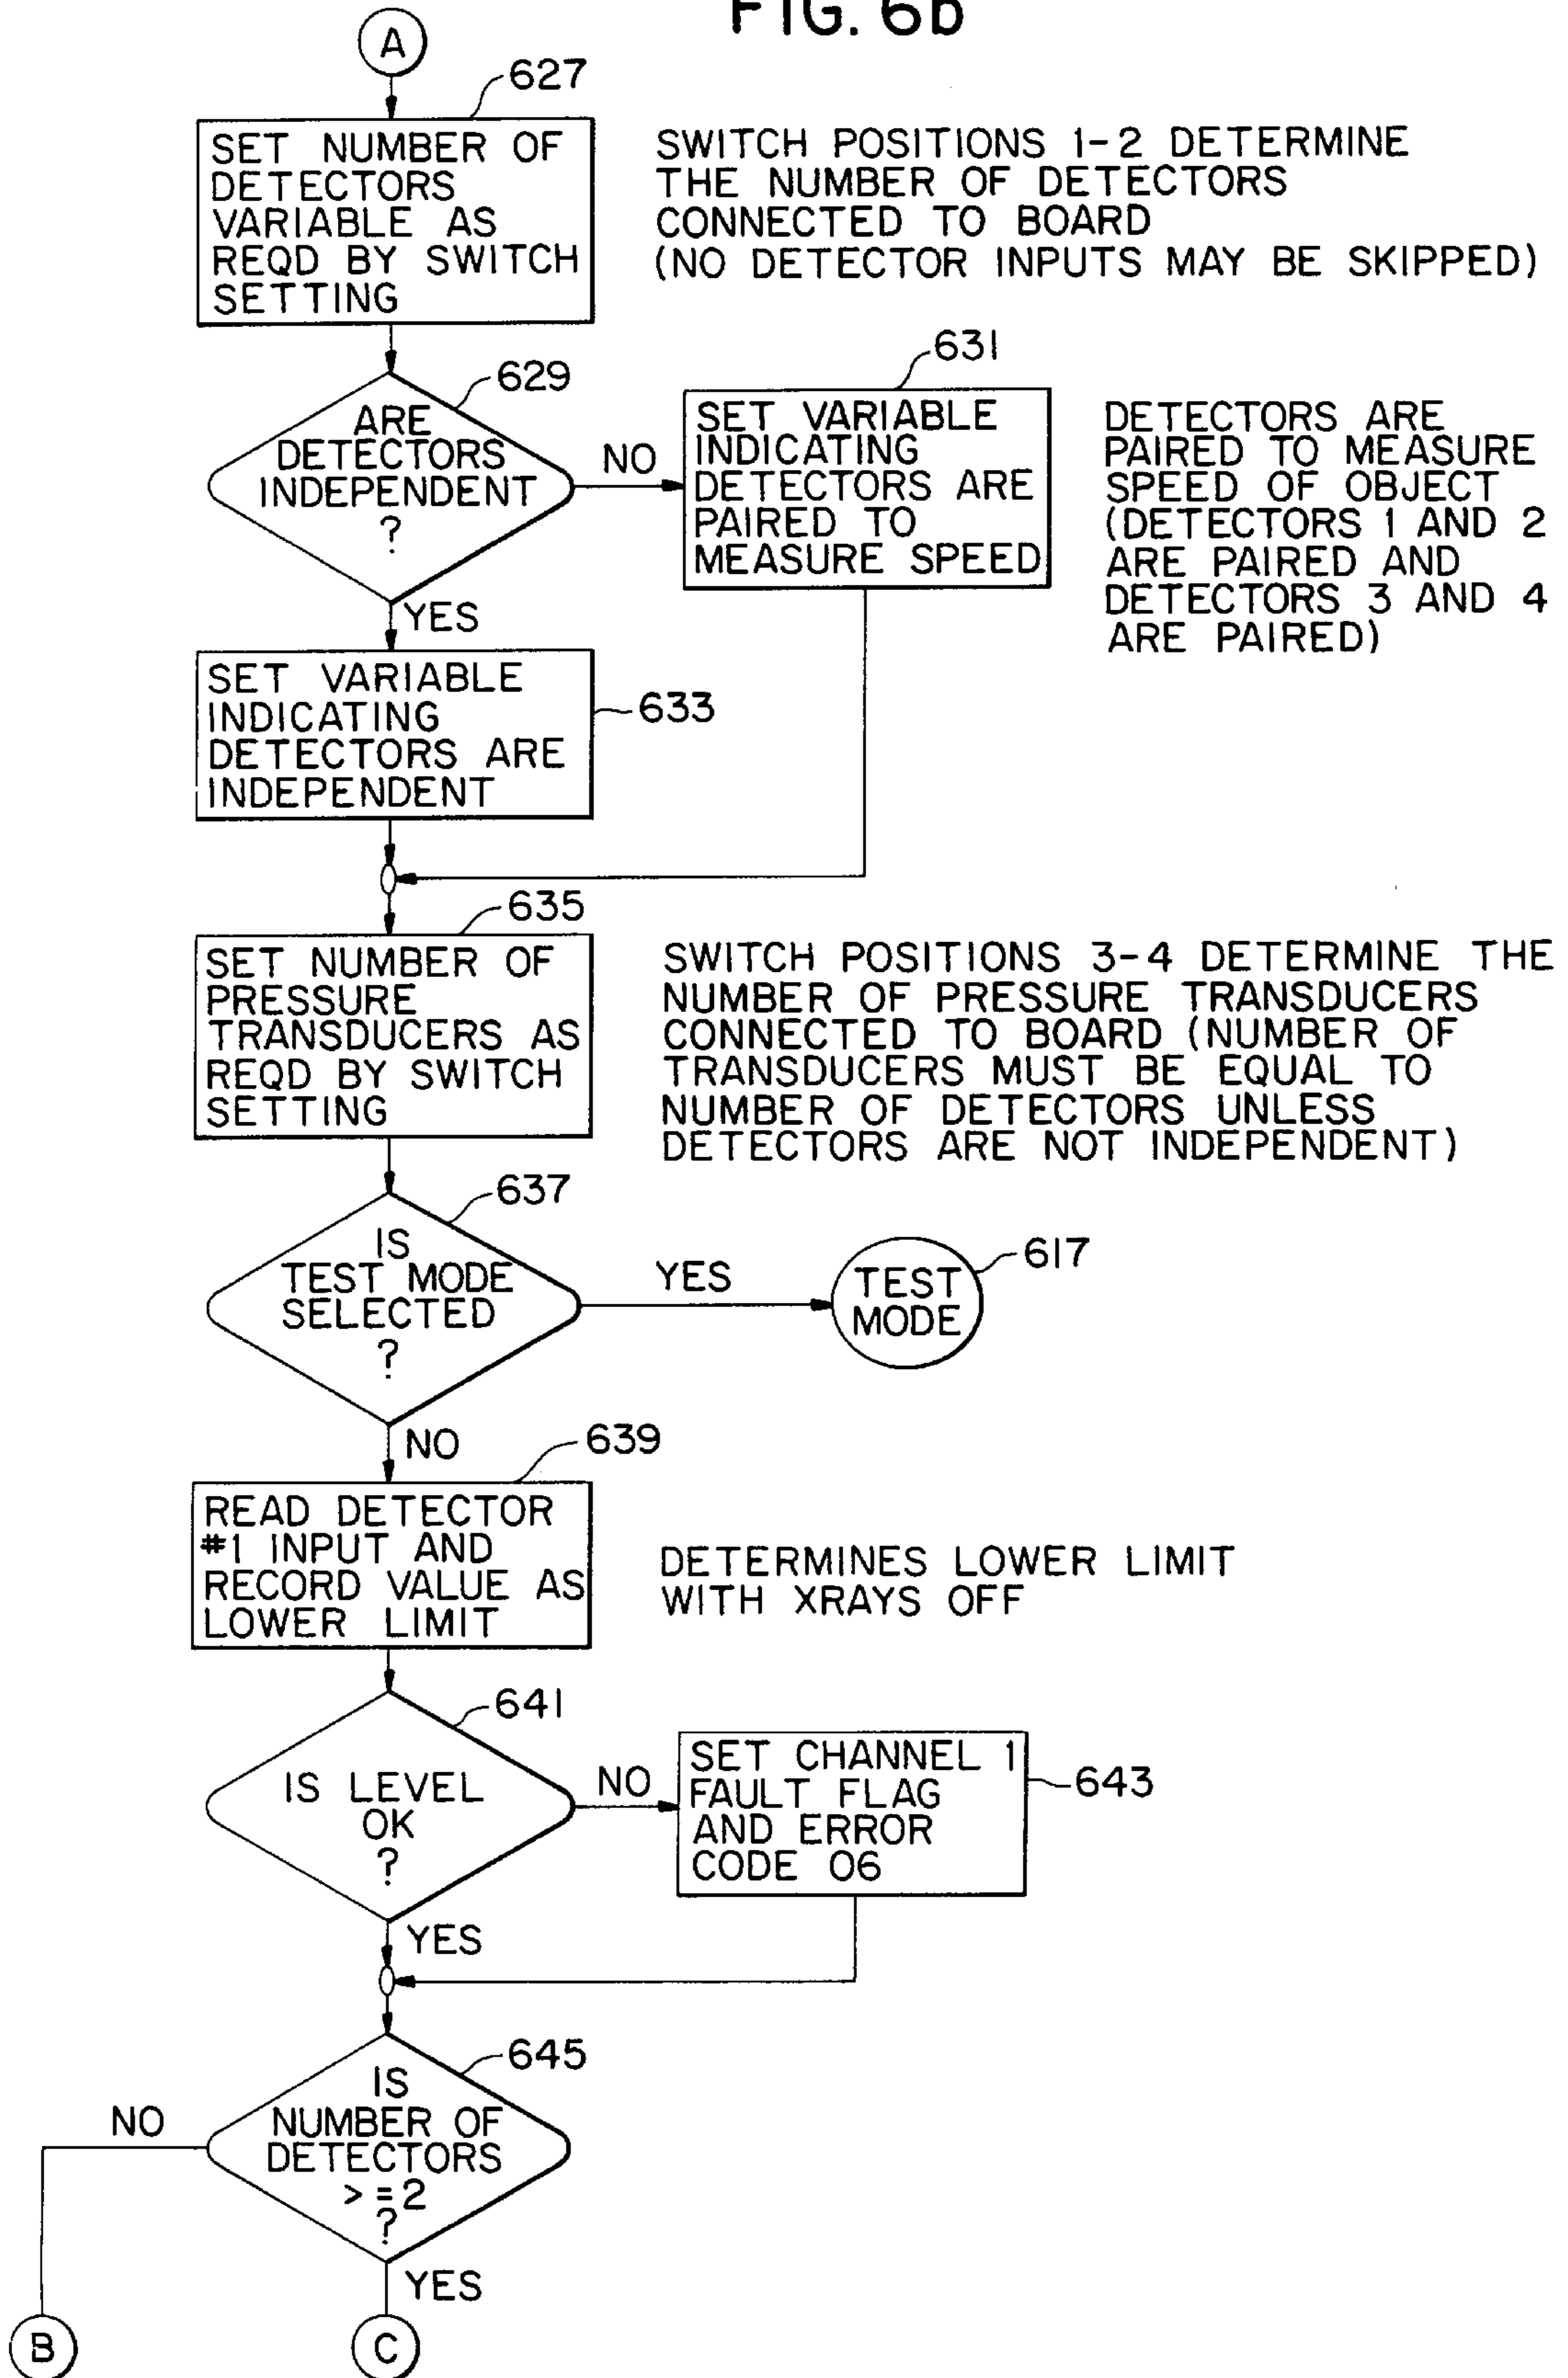 FIG. 6b
A
627
SET NUMBER OF
DETECTORS
VARIABLE AS
REQD BY SWITCH
SETTING
SWITCH POSITIONS 1-2 DETERMINE
THE NUMBER OF DETECTORS
CONNECTED TO BOARD
(NO DETECTOR INPUTS MAY BE SKIPPED)
629
ARE
DETECTORS
INDEPENDENT
?
NO
631
SET VARIABLE
INDICATING
DETECTORS ARE
PAIRED TO
MEASURE SPEED
DETECTORS ARE
PAIRED TO MEASURE
SPEED OF OBJECT
(DETECTORS 1 AND 2
ARE PAIRED AND
DETECTORS 3 AND 4
ARE PAIRED)
YES
SET VARIABLE
INDICATING
DETECTORS ARE
INDEPENDENT
633
635
SET NUMBER OF
PRESSURE
TRANSDUCERS AS
REQD BY SWITCH
SETTING
SWITCH POSITIONS 3-4 DETERMINE THE
NUMBER OF PRESSURE TRANSDUCERS
CONNECTED TO BOARD (NUMBER OF
TRANSDUCERS MUST BE EQUAL TO
NUMBER OF DETECTORS UNLESS
DETECTORS ARE NOT INDEPENDENT)
637
IS
TEST MODE
SELECTED
?
YES
TEST
MODE
617
NO
639
READ DETECTOR
#1 INPUT AND
RECORD VALUE AS
LOWER LIMIT
DETERMINES LOWER LIMIT
WITH XRAYS OFF
641
IS LEVEL
OK
?
NO
SET CHANNEL 1
FAULT FLAG
AND ERROR
CODE 06
643
YES
645
IS
NUMBER OF
DETECTORS
>=2
?
NO
YES
B
C